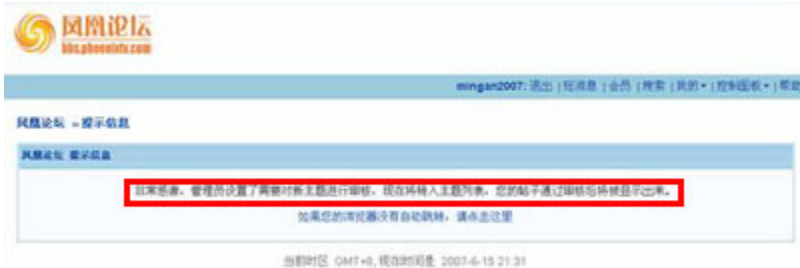 凤凰论坛
bbs.phoenixtv.com
mingan2007: 退出 | 短消息 | 会员 | 搜索 | 我的 | 控制面板 | 帮助
凤凰论坛 » 提示信息
凤凰论坛 提示信息
非常感谢，管理员设置了需要对新主题进行审核，现在将转入主题列表，您的帖子通过审核后将被显示出来。
如果您的浏览器没有自动跳转，请点击这里
当前时区 GMT+8, 现在时间是 2007-6-15 21:31